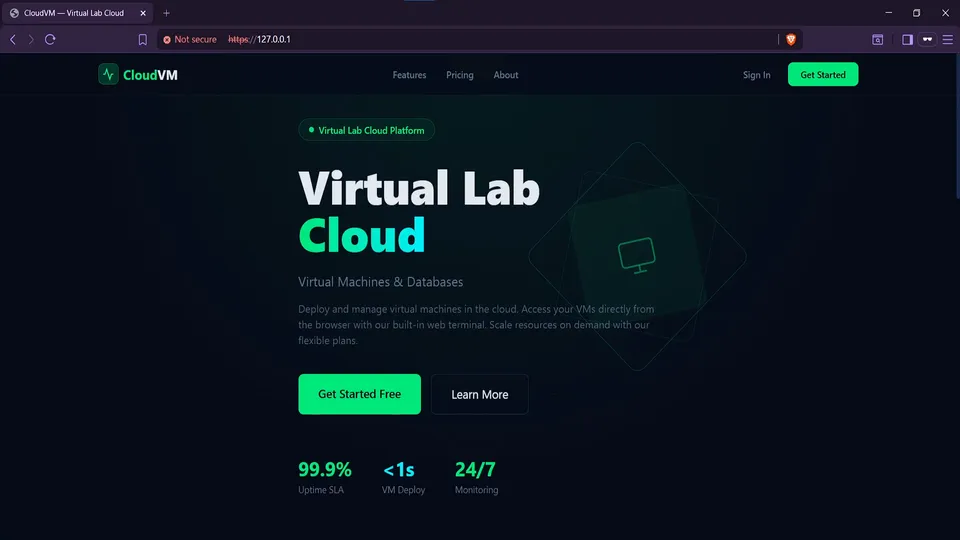 CloudVM — Virtual Lab Cloud
Not secure https://127.0.0.1
CloudVM
Features Pricing About
Sign In Get Started
Virtual Lab Cloud Platform
Virtual Lab
Cloud
Virtual Machines & Databases
Deploy and manage virtual machines in the cloud. Access your VMs directly from
the browser with our built-in web terminal. Scale resources on demand with our
flexible plans.
Get Started Free Learn More
99.9% <1s 24/7
Uptime SLA VM Deploy Monitoring